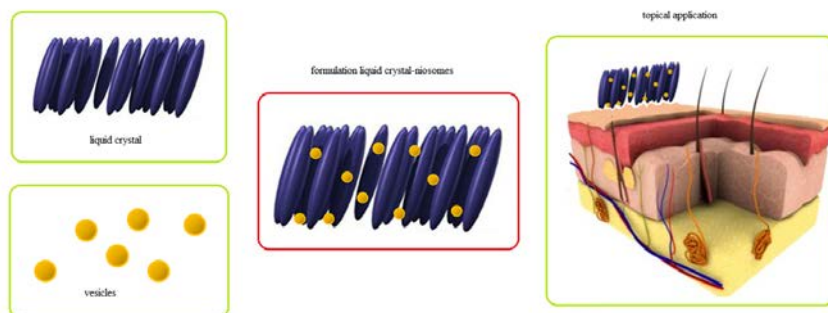 topical application
formulation liquid crystal-niosomes
liquid crystal
vesicles